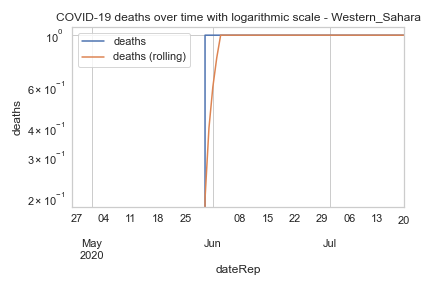 COVID-19 deaths over time with logarithmic scale - Western_Sahara
deaths
deaths (rolling)
10⁰
6 × 10⁻¹
4 × 10⁻¹
3 × 10⁻¹
2 × 10⁻¹
deaths
27 04 11 18 25 08 15 22 29 06 13 20
May Jun Jul
2020
dateRep